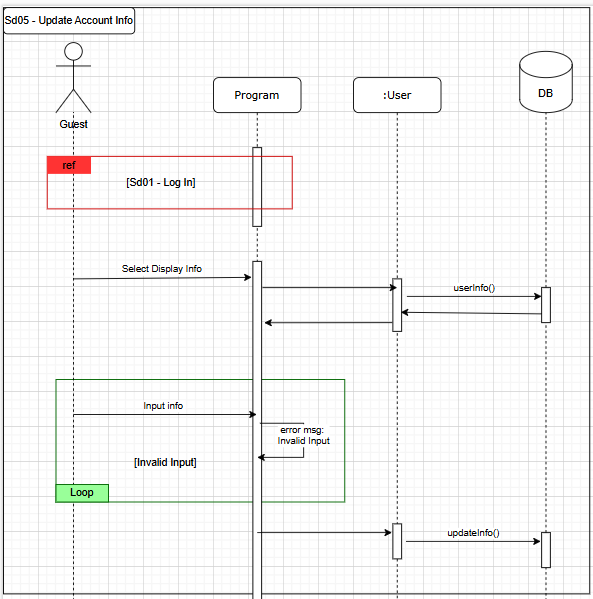 Sd05 - Update Account Info
Guest
Program
:User
DB
ref
[Sd01 - Log In]
Select Display Info
userInfo()
Input info
error msg:
Invalid Input
[Invalid Input]
Loop
updateInfo()